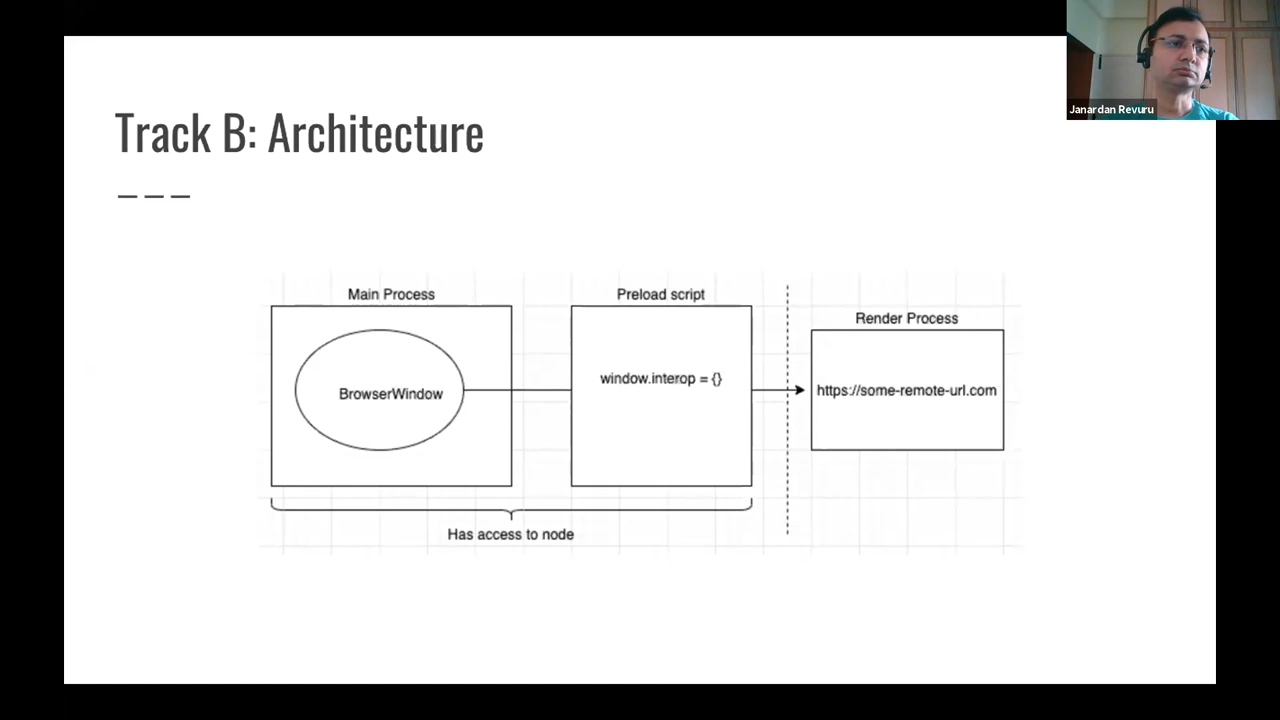 Janardan Revuru
Track B: Architecture
Main Process
Preload script
Render Process
BrowserWindow
window.interop = {}
https://some-remote-url.com
Has access to node